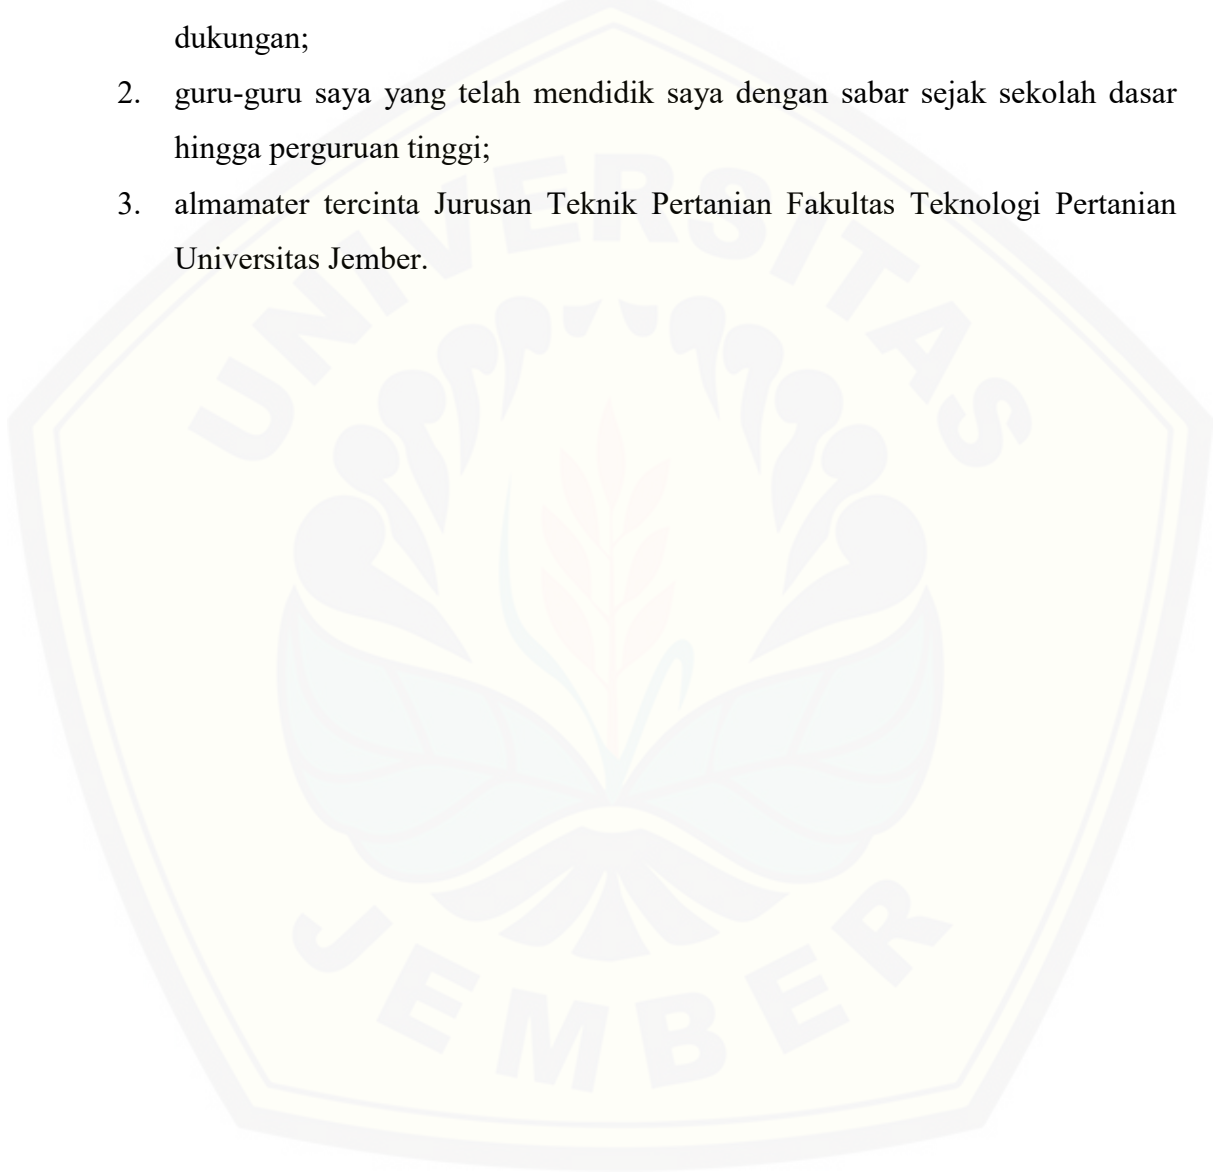 dukungan;
2. guru-guru saya yang telah mendidik saya dengan sabar sejak sekolah dasar
hingga perguruan tinggi;
3. almamater tercinta Jurusan Teknik Pertanian Fakultas Teknologi Pertanian
Universitas Jember.
UNIVERSITAS
JEMBER